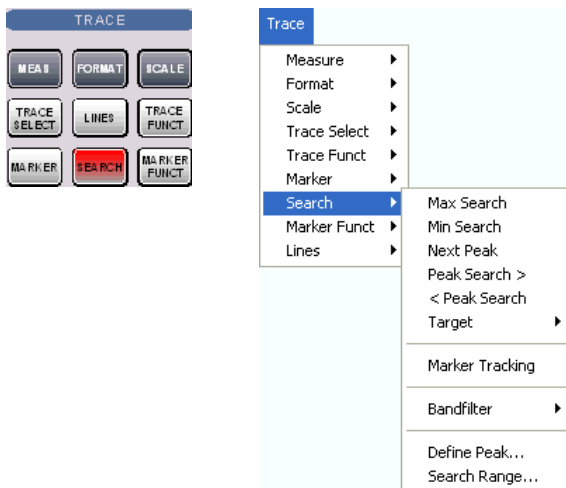 TRACE
MEAS
FORMAT
SCALE
TRACE
SELECT
LINES
TRACE
FUNCT
MARKER
SEARCH
MARKER
FUNCT
Trace
Measure
Format
Scale
Trace Select
Trace Funct
Marker
Search
Marker Funct
Lines
Max Search
Min Search
Next Peak
Peak Search >
< Peak Search
Target
Marker Tracking
Bandfilter
Define Peak...
Search Range...